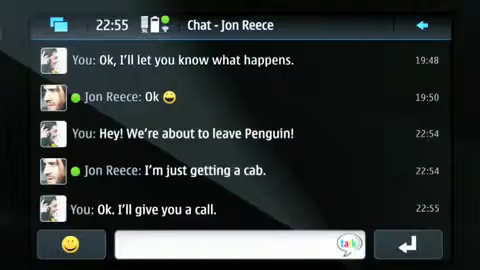 22:55 3G Chat - Jon Reece
You: Ok, I'll let you know what happens. 19:48
Jon Reece: Ok 19:50
You: Hey! We're about to leave Penguin! 22:54
Jon Reece: I'm just getting a cab. 22:54
You: Ok. I'll give you a call. 22:55
talk